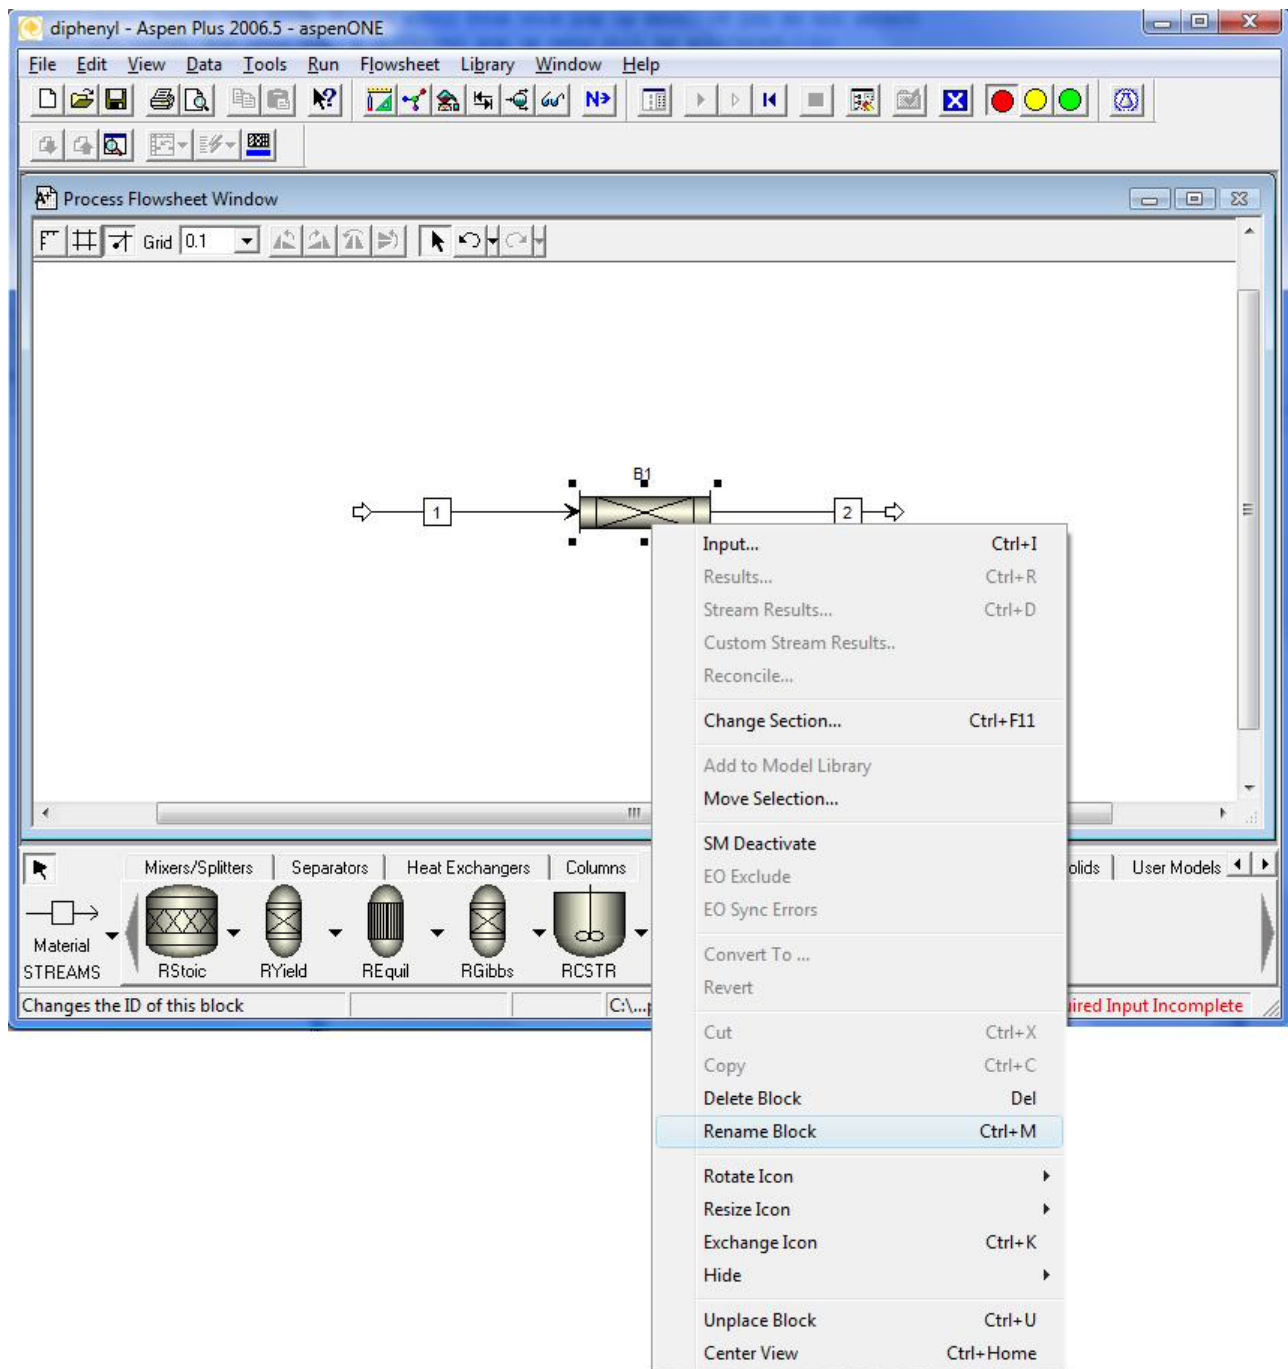 diphenyl - Aspen Plus 2006.5 - aspenONE
File Edit View Data Tools Run Flowsheet Library Window Help
N>
Process Flowsheet Window
Grid 0.1
B1
1 2
Input... Ctrl+I
Results... Ctrl+R
Stream Results... Ctrl+D
Custom Stream Results..
Reconcile...
Change Section... Ctrl+F11
Add to Model Library
Move Selection...
SM Deactivate
EO Exclude
EO Sync Errors
Convert To ...
Revert
Cut Ctrl+X
Copy Ctrl+C
Delete Block Del
Rename Block Ctrl+M
Rotate Icon
Resize Icon
Exchange Icon Ctrl+K
Hide
Unplace Block Ctrl+U
Center View Ctrl+Home
Mixers/Splitters Separators Heat Exchangers Columns olids User Models
Material
STREAMS RStoic RYield REquil RGibbs RCSTR
Changes the ID of this block C:\... ired Input Incomplete